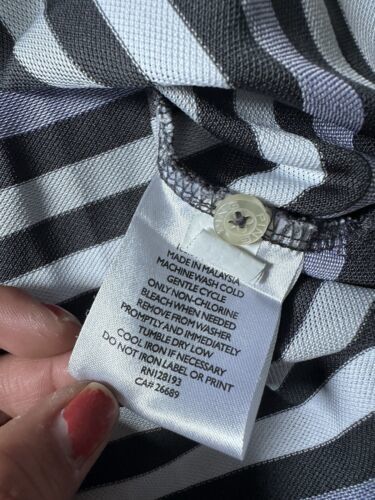 MADE IN MALAYSIA
MACHINE WASH COLD
GENTLE CYCLE
ONLY NON-CHLORINE
BLEACH WHEN NEEDED
REMOVE FROM WASHER
PROMPTLY AND IMMEDIATELY
TUMBLE DRY LOW
COOL IRON IF NECESSARY
DO NOT IRON LABEL OR PRINT
RN128193
CA# 26689